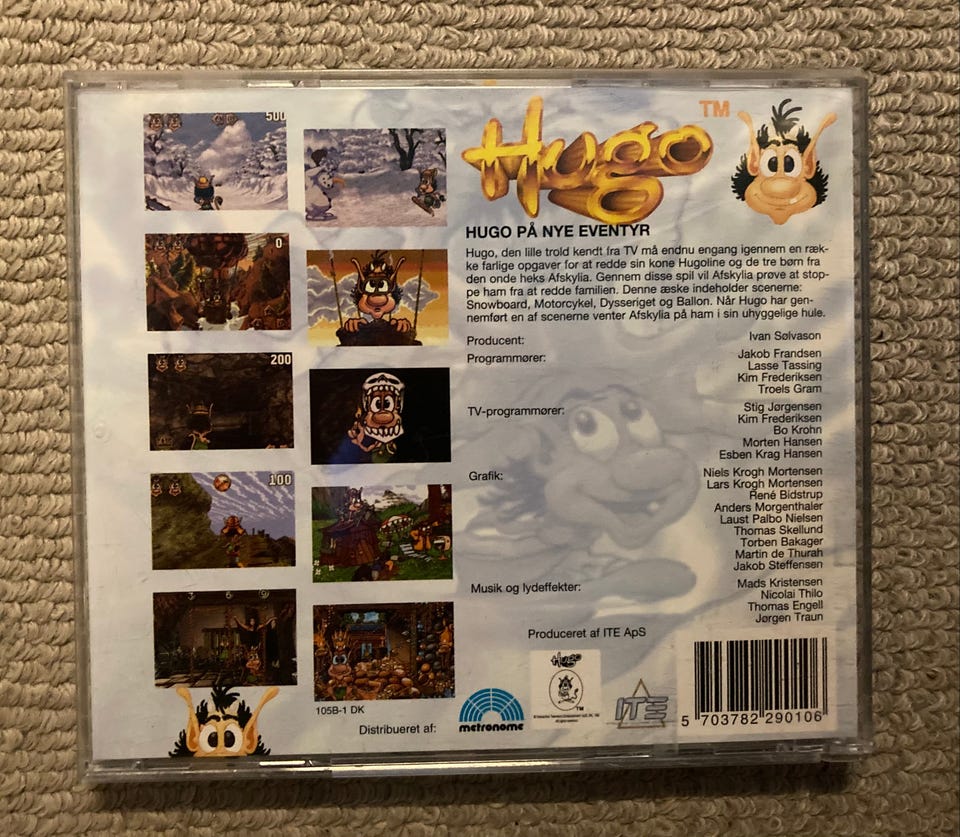 500
0
200
100
3 6 9
Hugo™
HUGO PÅ NYE EVENTYR
Hugo, den lille trold kendt fra TV må endnu engang igennem en ræk-
ke farlige opgaver for at redde sin kone Hugoline og de tre børn fra
den onde heks Afskylia. Gennem disse spil vil Afskylia prøve at stop-
pe ham fra at redde familien. Denne æske indeholder scenerne:
Snowboard, Motorcykel, Dysseriget og Ballon. Når Hugo har gen-
nemført en af scenerne venter Afskylia på ham i sin uhyggelige hule.
Producent: Ivan Sølvason
Programmører: Jakob Frandsen
Lasse Tassing
Kim Frederiksen
Troels Gram
TV-programmører: Stig Jørgensen
Kim Frederiksen
Bo Krohn
Morten Hansen
Esben Krag Hansen
Grafik: Niels Krogh Mortensen
Lars Krogh Mortensen
René Bidstrup
Anders Morgenthaler
Laust Palbo Nielsen
Thomas Skellund
Torben Bakager
Martin de Thurah
Jakob Steffensen
Musik og lydeffekter: Mads Kristensen
Nicolai Thilo
Thomas Engell
Jørgen Traun
Produceret af ITE ApS
105B-1 DK
Distribueret af:
metronome
Hugo
TM
ITE
5 703782 290106